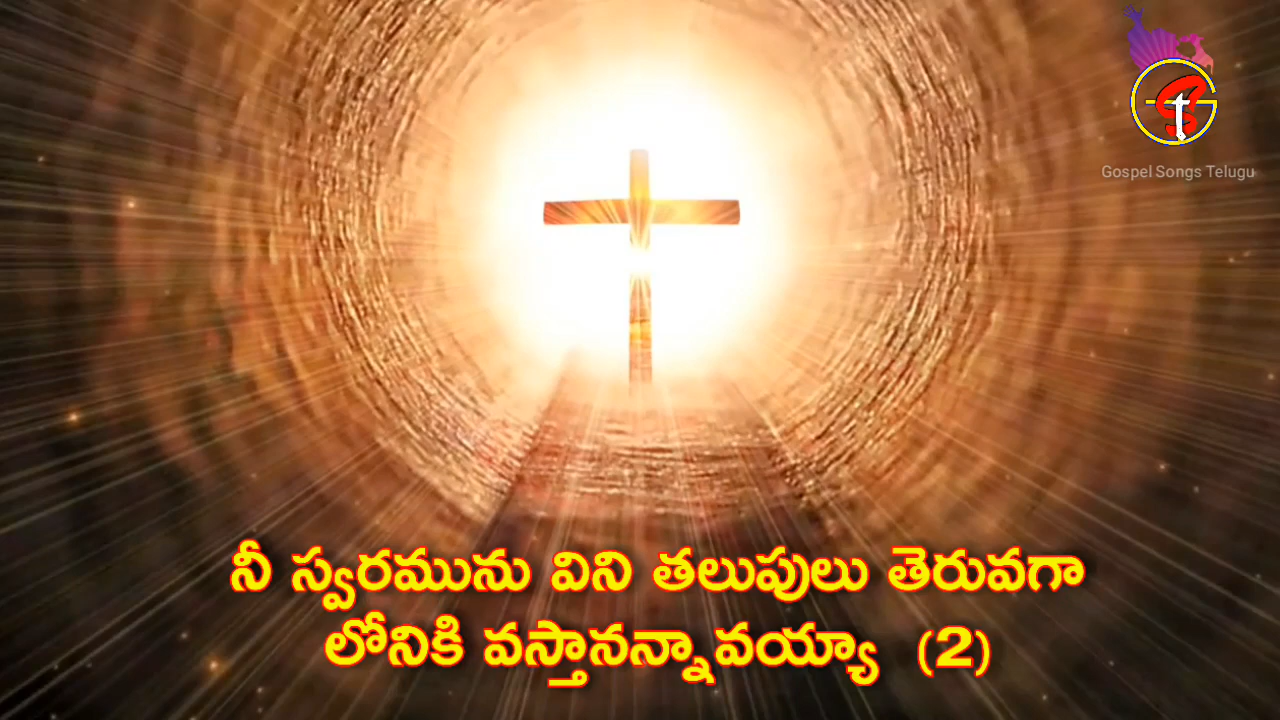 Gospel Songs Telugu
నీ స్వరమును విని తలుపులు తెరువగా
లోనికి వస్తానన్నావయ్యా (2)